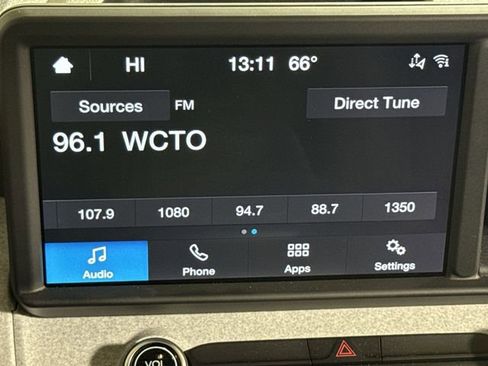 HI 13:11 66°
Sources FM Direct Tune
96.1 WCTO
107.9 1080 94.7 88.7 1350
Audio Phone Apps Settings
VOL